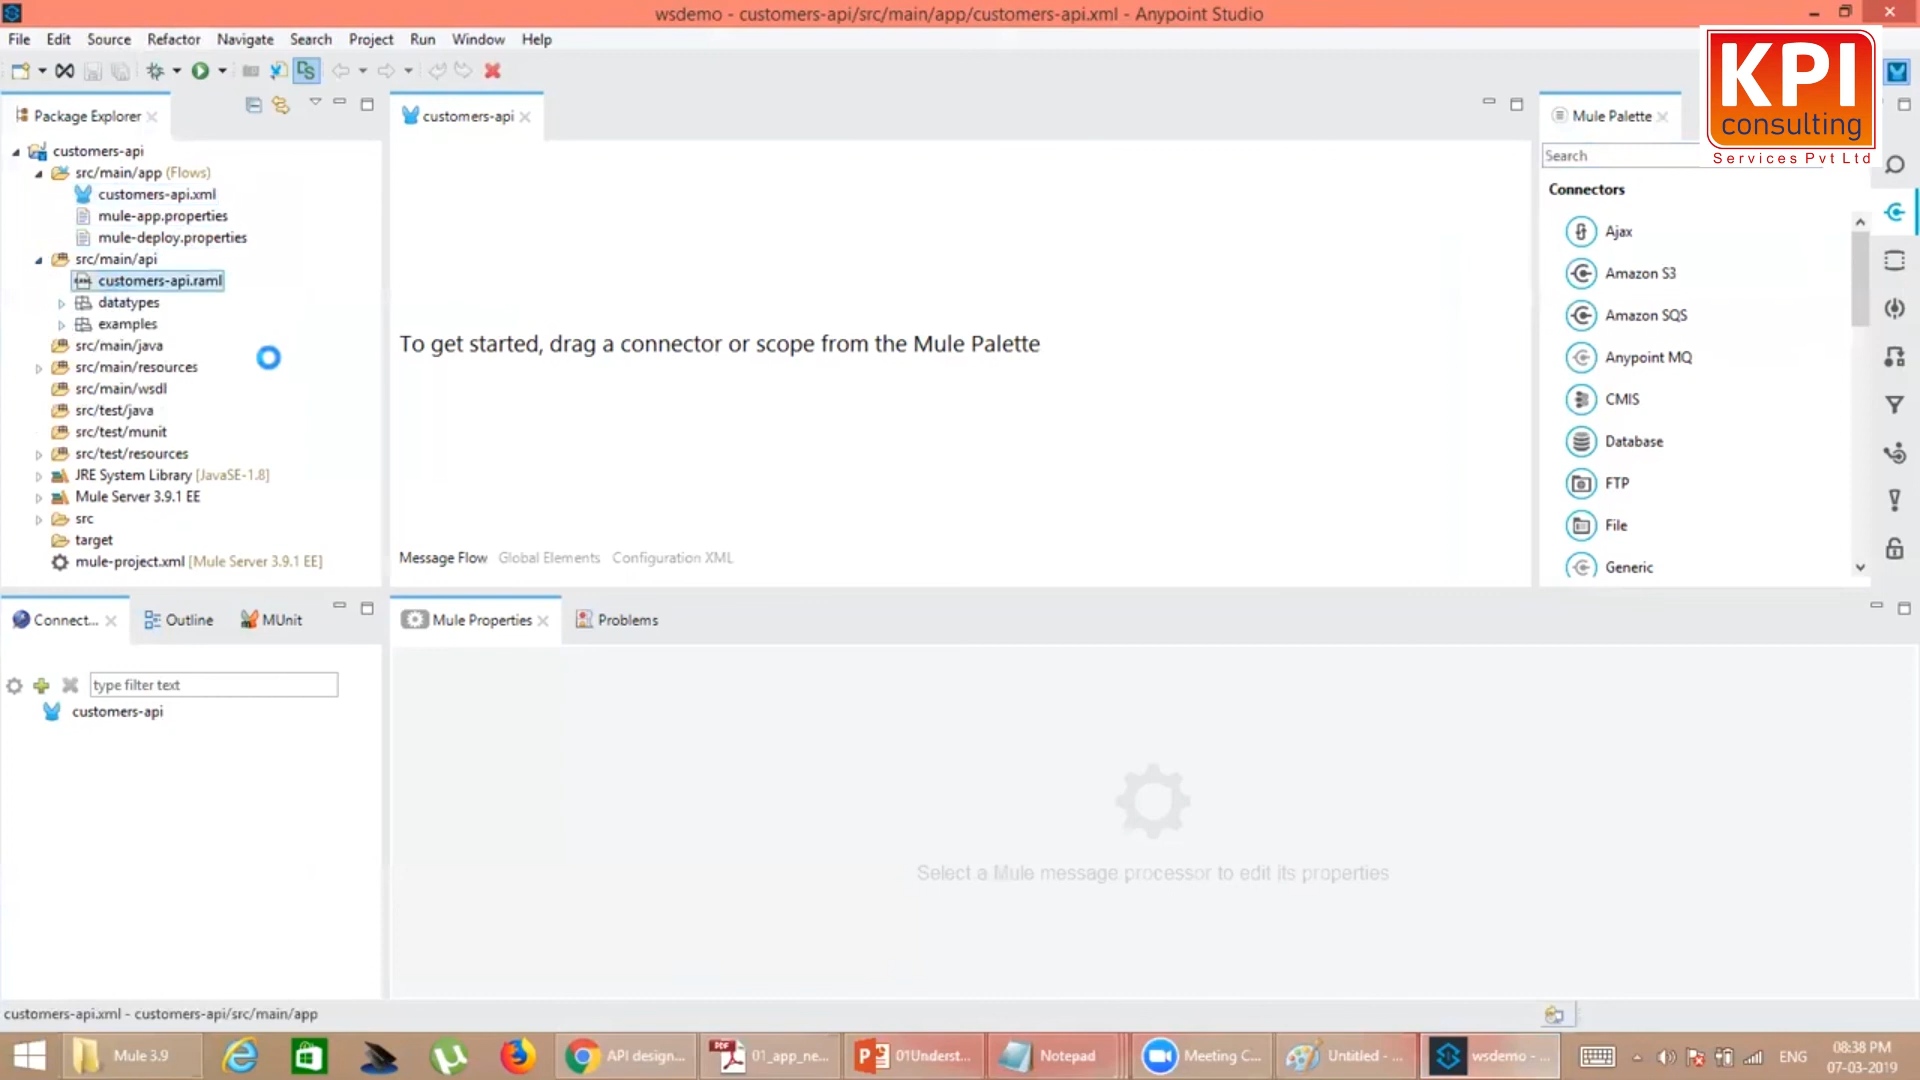 wsdemo - customers-api/src/main/app/customers-api.xml - Anypoint Studio
File Edit Source Refactor Navigate Search Project Run Window Help
KPI
consulting
Services Pvt Ltd
Package Explorer
customers-api
Mule Palette
customers-api
src/main/app (Flows)
customers-api.xml
mule-app.properties
mule-deploy.properties
src/main/api
customers-api.raml
datatypes
examples
src/main/java
src/main/resources
src/main/wsdl
src/test/java
src/test/munit
src/test/resources
JRE System Library [JavaSE-1.8]
Mule Server 3.9.1 EE
src
target
mule-project.xml [Mule Server 3.9.1 EE]
To get started, drag a connector or scope from the Mule Palette
Message Flow Global Elements Configuration XML
Search
Connectors
Ajax
Amazon S3
Amazon SQS
Anypoint MQ
CMIS
Database
FTP
File
Generic
Connect... Outline MUnit
type filter text
customers-api
Mule Properties Problems
Select a Mule message processor to edit its properties
customers-api.xml - customers-api/src/main/app
Mule 3.9
API design...
01_app_ne...
01Underst...
Notepad
Meeting C...
Untitled - ...
wsdemo - ...
ENG
08:38 PM
07-03-2019